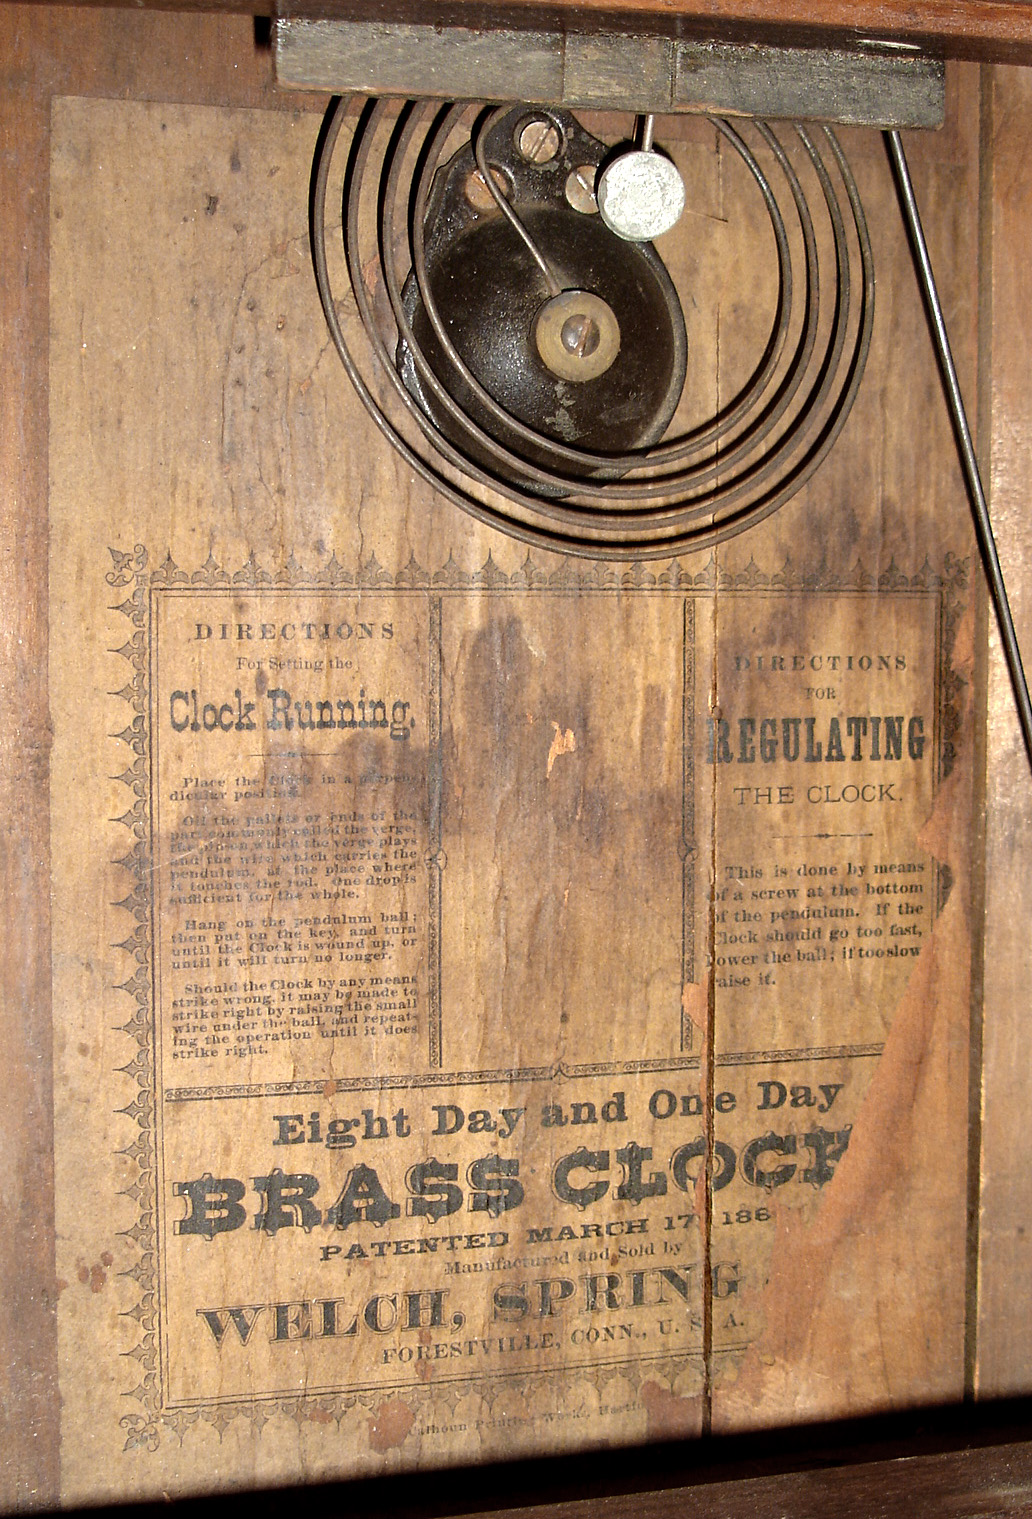 DIRECTIONS
For Setting the
Clock Running.
Place the Clock in a perpen-
dicular position.
Oil the pallets or ends of the
part commonly called the verge,
the pin on which the verge plays
and the wire which carries the
pendulum, at the place where
it touches the rod. One drop is
sufficient for the whole.
Hang on the pendulum ball;
then put on the key, and turn
until the Clock is wound up, or
until it will turn no longer.
Should the Clock by any means
strike wrong, it may be made to
strike right by raising the small
wire under the ball, and repeat-
ing the operation until it does
strike right.
DIRECTIONS
FOR
REGULATING
THE CLOCK.
This is done by means
of a screw at the bottom
of the pendulum. If the
Clock should go too fast,
lower the ball; if too slow
raise it.
Eight Day and One Day
BRASS CLOCK
PATENTED MARCH 17, 186
Manufactured and Sold by
WELCH, SPRING
FORESTVILLE, CONN., U. S. A.
Calhoun Printing Works,